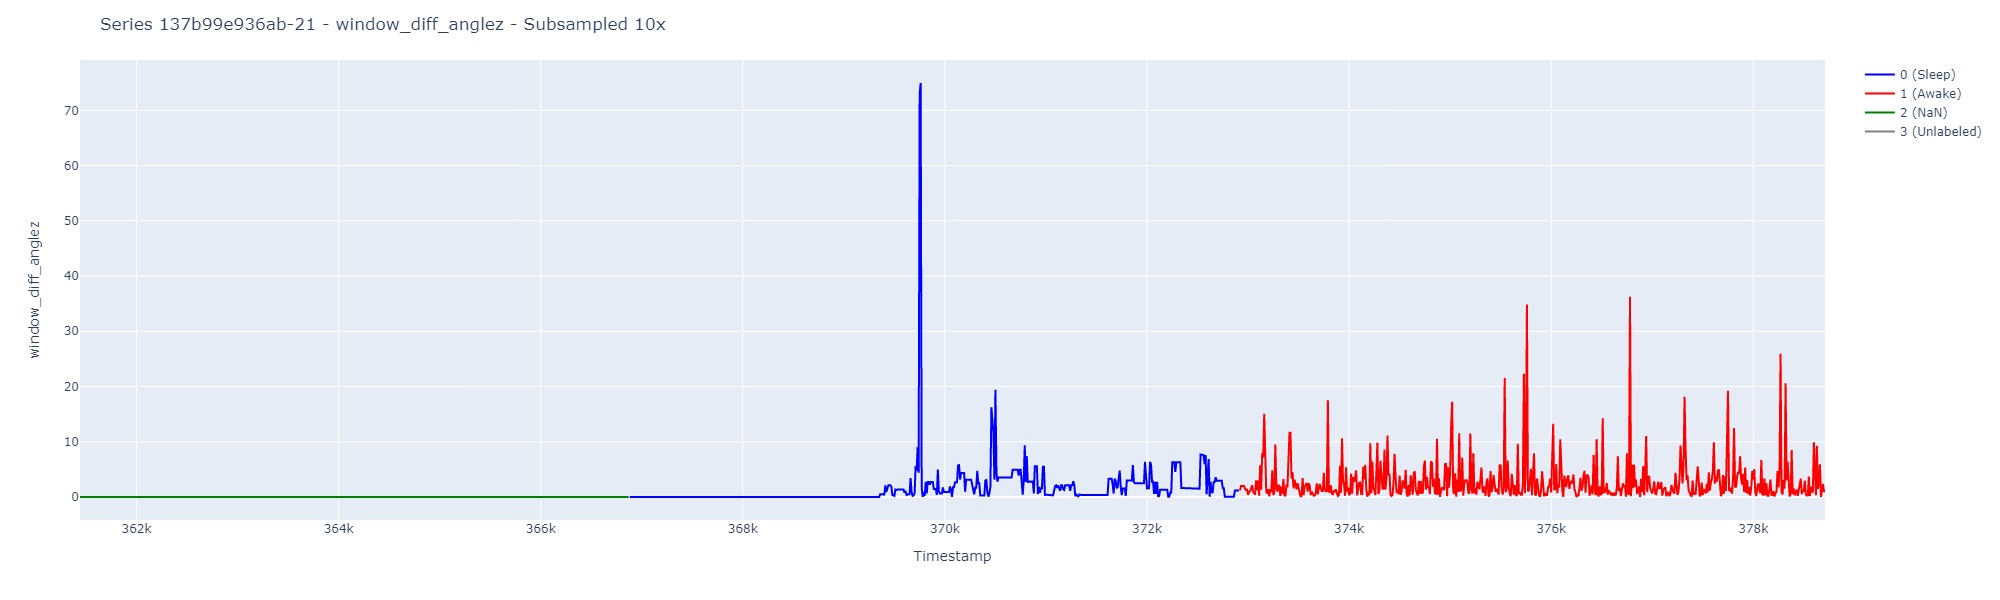 Series 137b99e936ab-21 - window_diff_anglez - Subsampled 10x
0 (Sleep)
1 (Awake)
2 (NaN)
3 (Unlabeled)
window_diff_anglez
70
60
50
40
30
20
10
0
362k 364k 366k 368k 370k 372k 374k 376k 378k
Timestamp